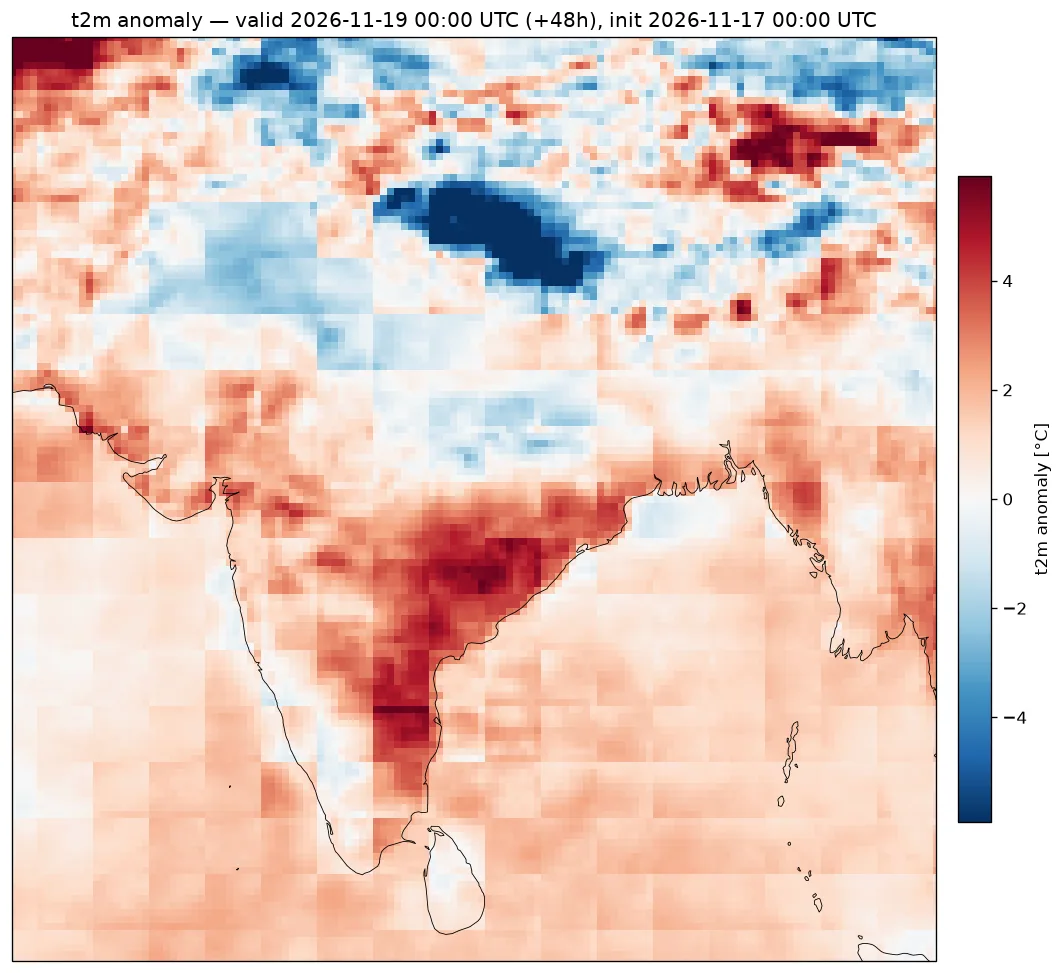 t2m anomaly — valid 2026-11-19 00:00 UTC (+48h), init 2026-11-17 00:00 UTC
4
2
0
−2
−4
t2m anomaly [°C]